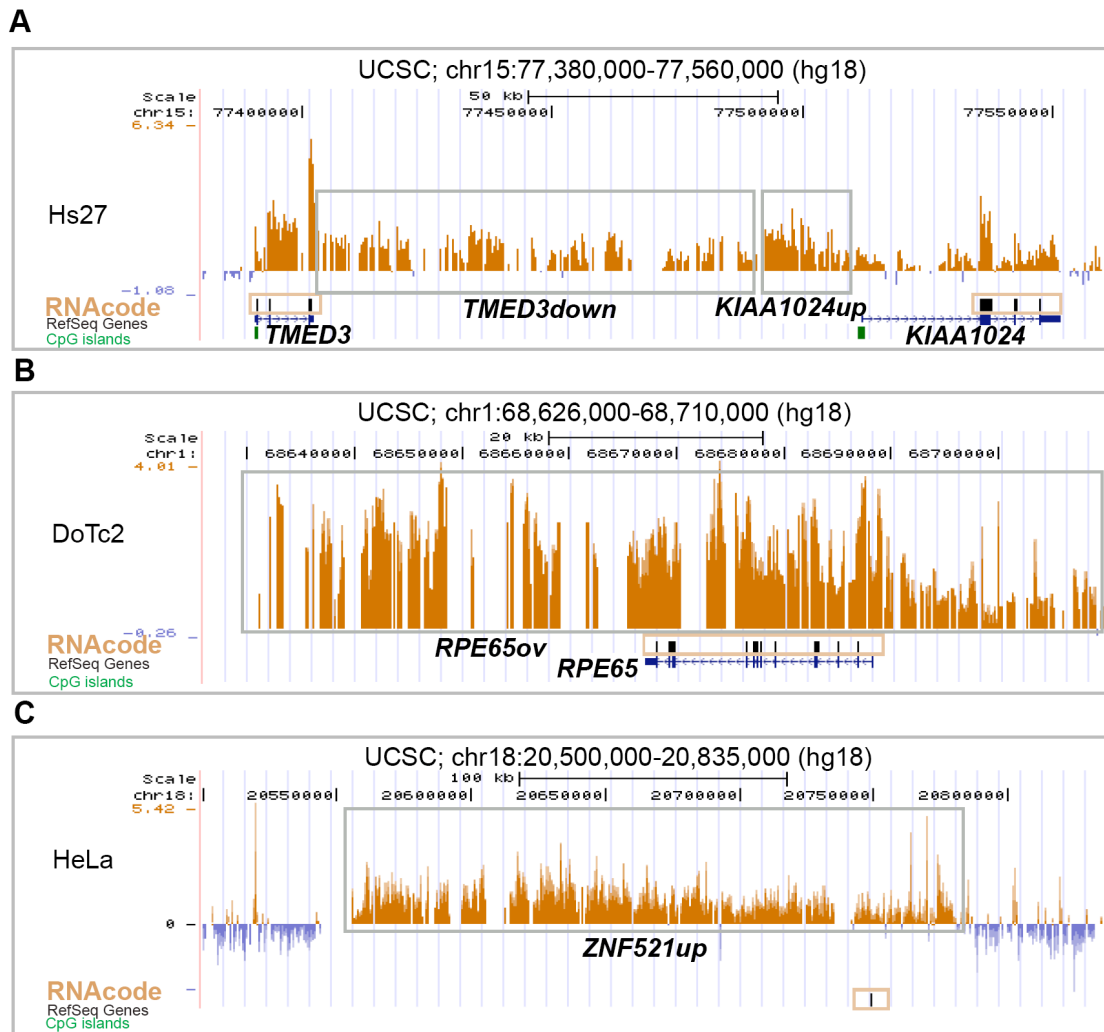 A
UCSC; chr15:77,380,000-77,560,000 (hg18)
Scale 50 kb
chr15: 77400000| 77450000| 77500000| 77550000|
6.34
Hs27
-1.08
RNAcode
RefSeq Genes
CpG islands
TMED3
TMED3down
KIAA1024up
KIAA1024
B
UCSC; chr1:68,626,000-68,710,000 (hg18)
Scale 20 kb
chr1: | 68640000| 68650000| 68660000| 68670000| 68680000| 68690000| 68700000|
4.01
DoTc2
-0.26
RNAcode
RefSeq Genes
CpG islands
RPE65ov
RPE65
C
UCSC; chr18:20,500,000-20,835,000 (hg18)
Scale 100 kb
chr18: | 20550000| 20600000| 20650000| 20700000| 20750000| 20800000|
5.42
HeLa
0
ZNF521up
RNAcode
RefSeq Genes
CpG islands